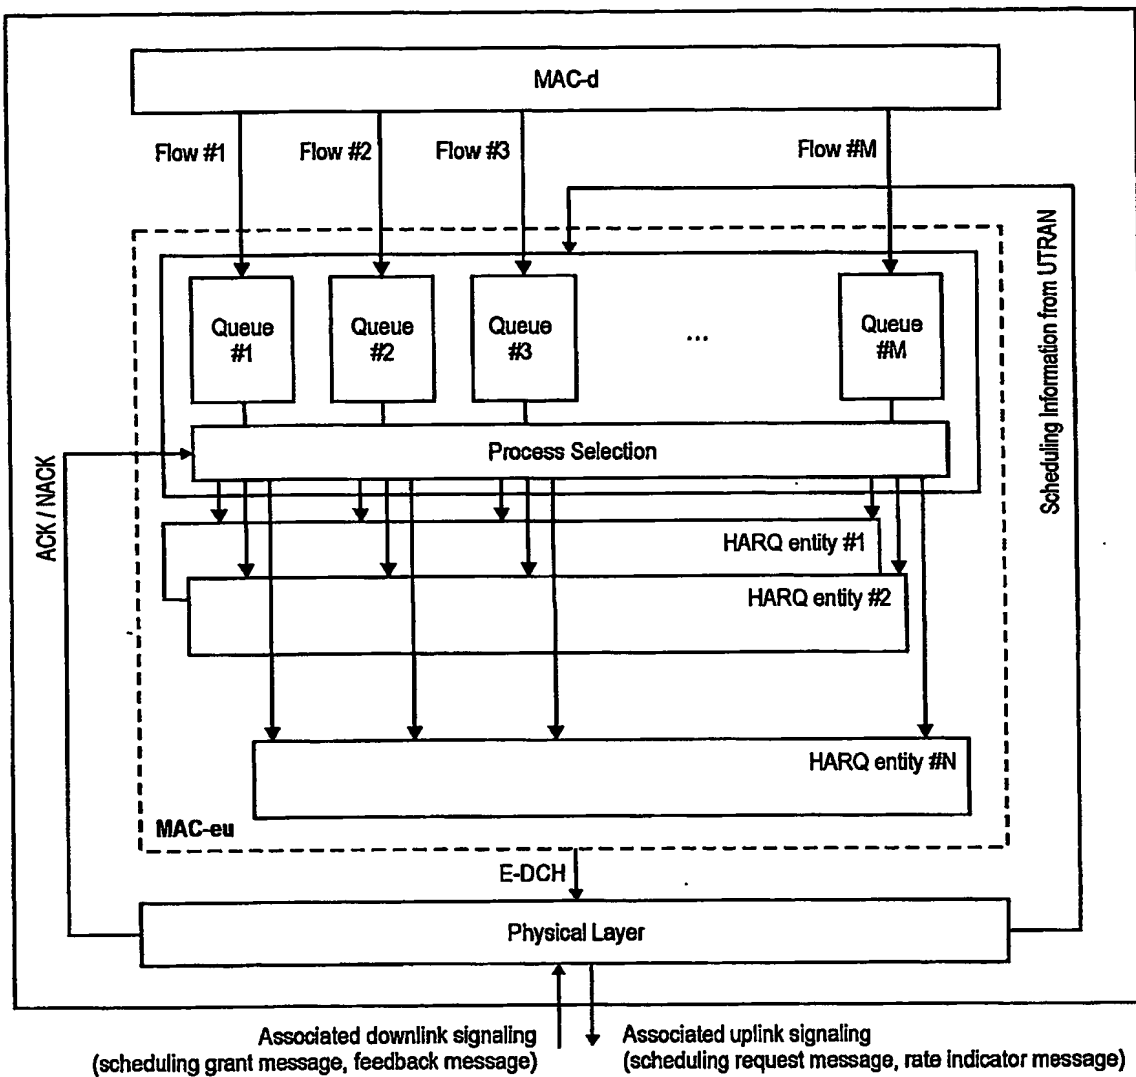 MAC-d
Flow #1
Flow #2
Flow #3
Flow #M
Scheduling Information from UTRAN
Queue
#1
Queue
#2
Queue
#3
...
Queue
#M
Process Selection
ACK / NACK
HARQ entity #1
HARQ entity #2
HARQ entity #N
MAC-eu
E-DCH
Physical Layer
Associated downlink signaling
(scheduling grant message, feedback message)
Associated uplink signaling
(scheduling request message, rate indicator message)